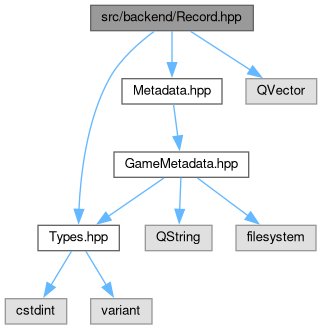 src/backend/Record.hpp
Metadata.hpp
QVector
GameMetadata.hpp
Types.hpp
QString
filesystem
cstdint
variant